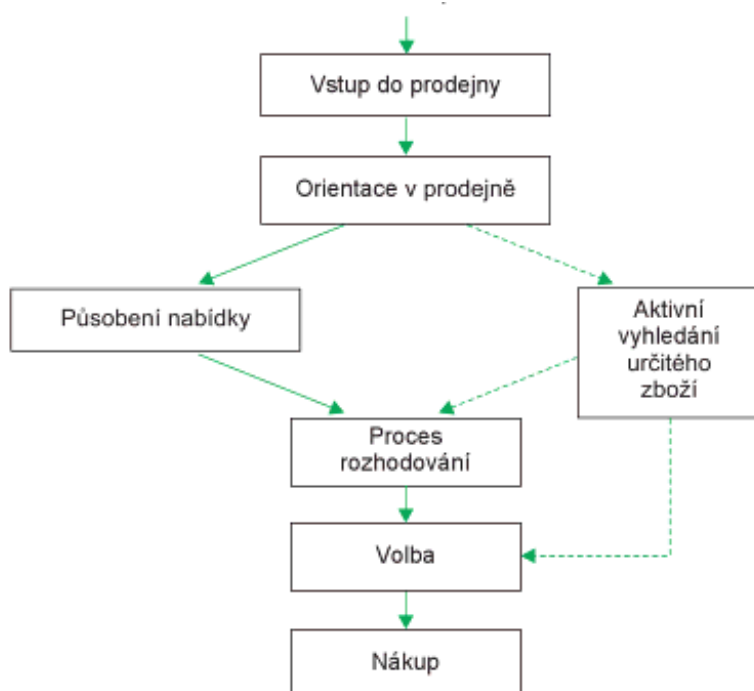 Vstup do prodejny
Orientace v prodejně
Působení nabídky
Aktivní
vyhledání
určitého
zboží
Proces
rozhodování
Volba
Nákup